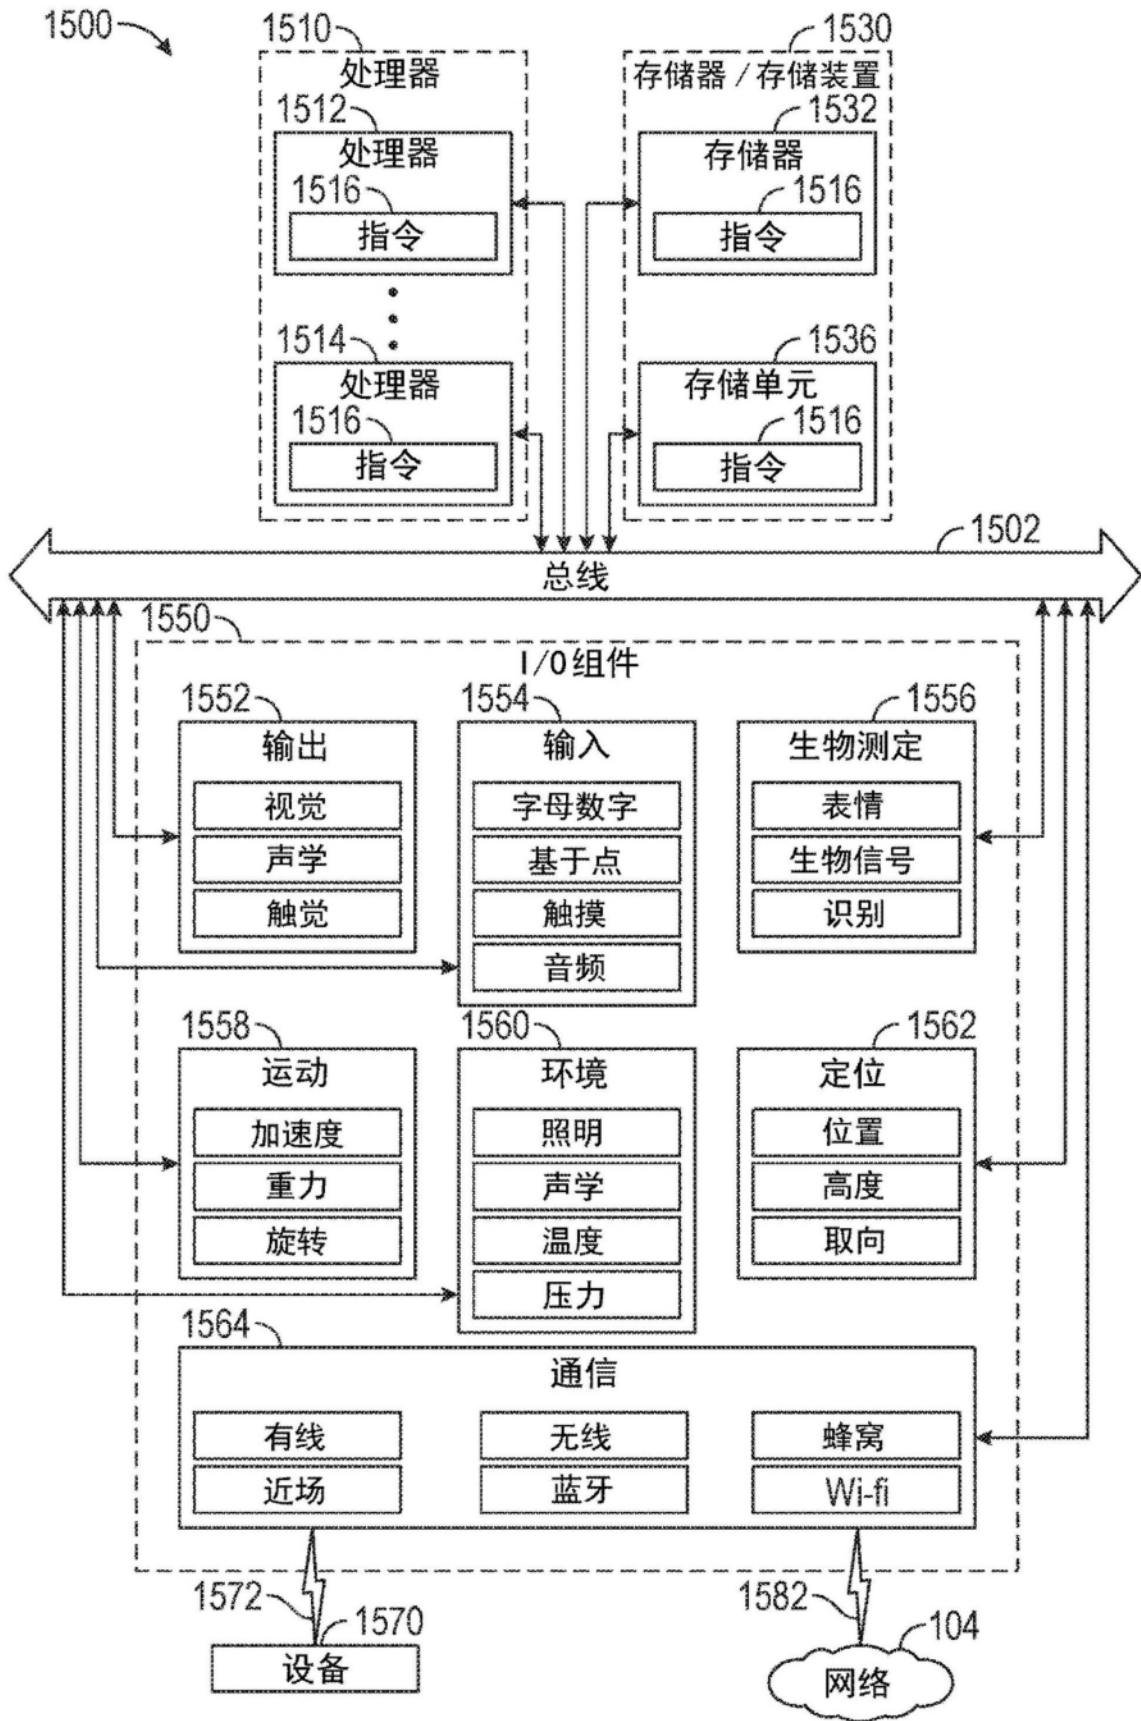 1500
1510
1530
处理器
存储器/存储装置
1512
1532
处理器
存储器
1516
1516
指令
指令
1514
1536
处理器
存储单元
1516
1516
指令
指令
1502
总线
1550
I/O组件
1552
1554
1556
输出
输入
生物测定
视觉
字母数字
表情
声学
基于点
生物信号
触觉
触摸
识别
音频
1558
1560
1562
运动
环境
定位
加速度
照明
位置
重力
声学
高度
旋转
温度
取向
压力
1564
通信
有线
无线
蜂窝
近场
蓝牙
Wi-fi
1572
1582
1570
104
设备
网络